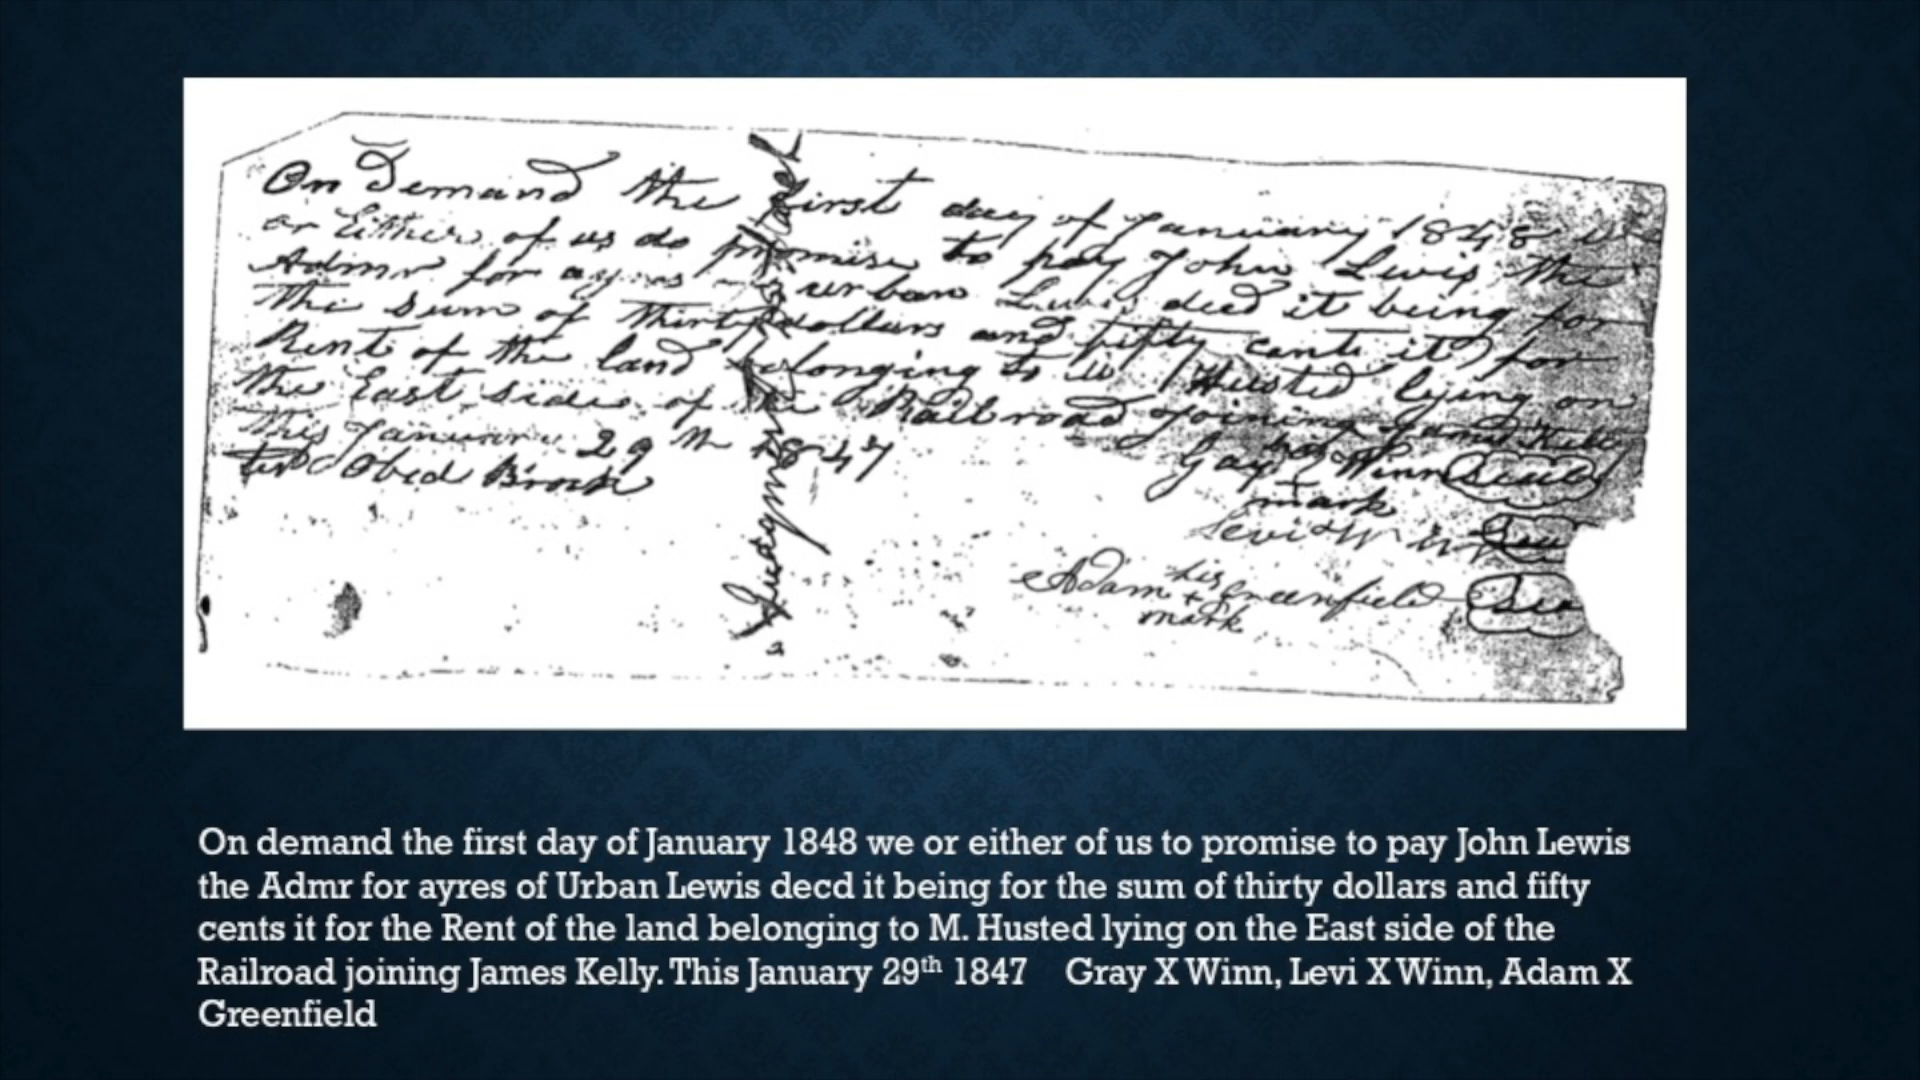 On Demand the first day of January 1848 we
or Either of us do promise to pay John Lewis the
Admr for ayres urban Lewis decd it being for
the sum of thirty dollars and fifty cents it for
Rent of the land belonging to M Husted lying on
the East side of the Railroad joining James Kelly
this January 29th 1847
test Obed Brock
Gray his Winn Seal
mark
Levi Winn Seal
Adam his x Greenfield Seal
mark
Judgment
On demand the first day of January 1848 we or either of us to promise to pay John Lewis
the Admr for ayres of Urban Lewis decd it being for the sum of thirty dollars and fifty
cents it for the Rent of the land belonging to M. Husted lying on the East side of the
Railroad joining James Kelly. This January 29th 1847 Gray X Winn, Levi X Winn, Adam X
Greenfield